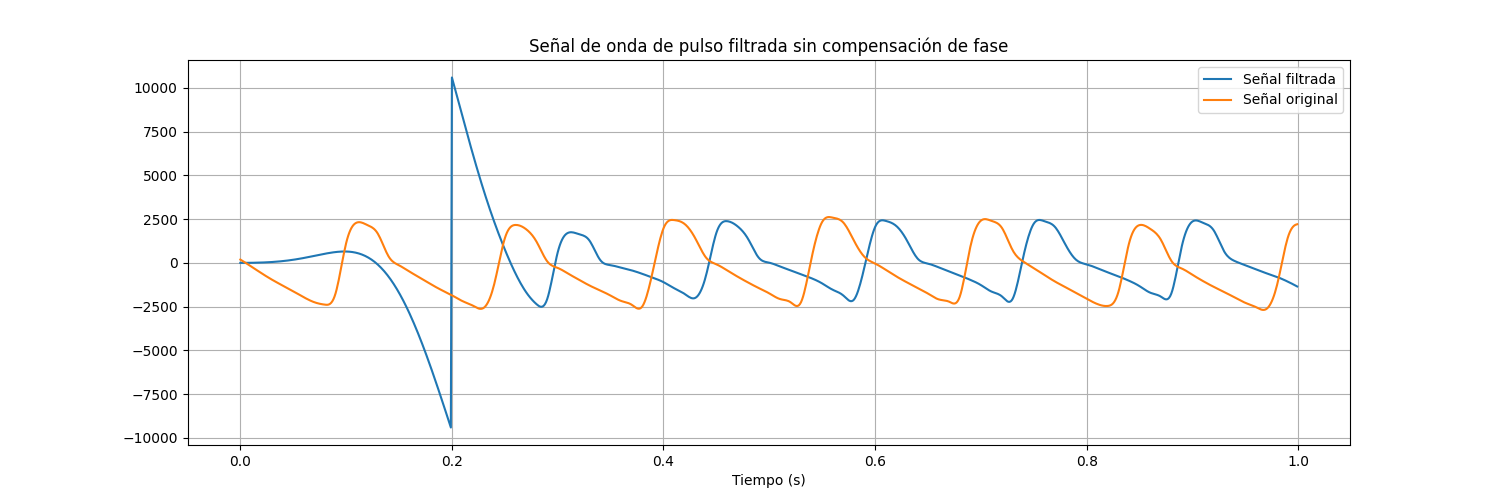 Señal de onda de pulso filtrada sin compensación de fase
Señal filtrada
Señal original
10000
7500
5000
2500
0
−2500
−5000
−7500
−10000
0.0 0.2 0.4 0.6 0.8 1.0
Tiempo (s)